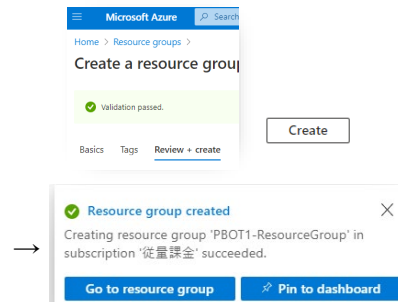 Microsoft Azure
Search
Home > Resource groups >
Create a resource group
Validation passed.
Basics Tags Review + create
Create
→
Resource group created
Creating resource group 'PBOT1-ResourceGroup' in
subscription '従量課金' succeeded.
Go to resource group Pin to dashboard